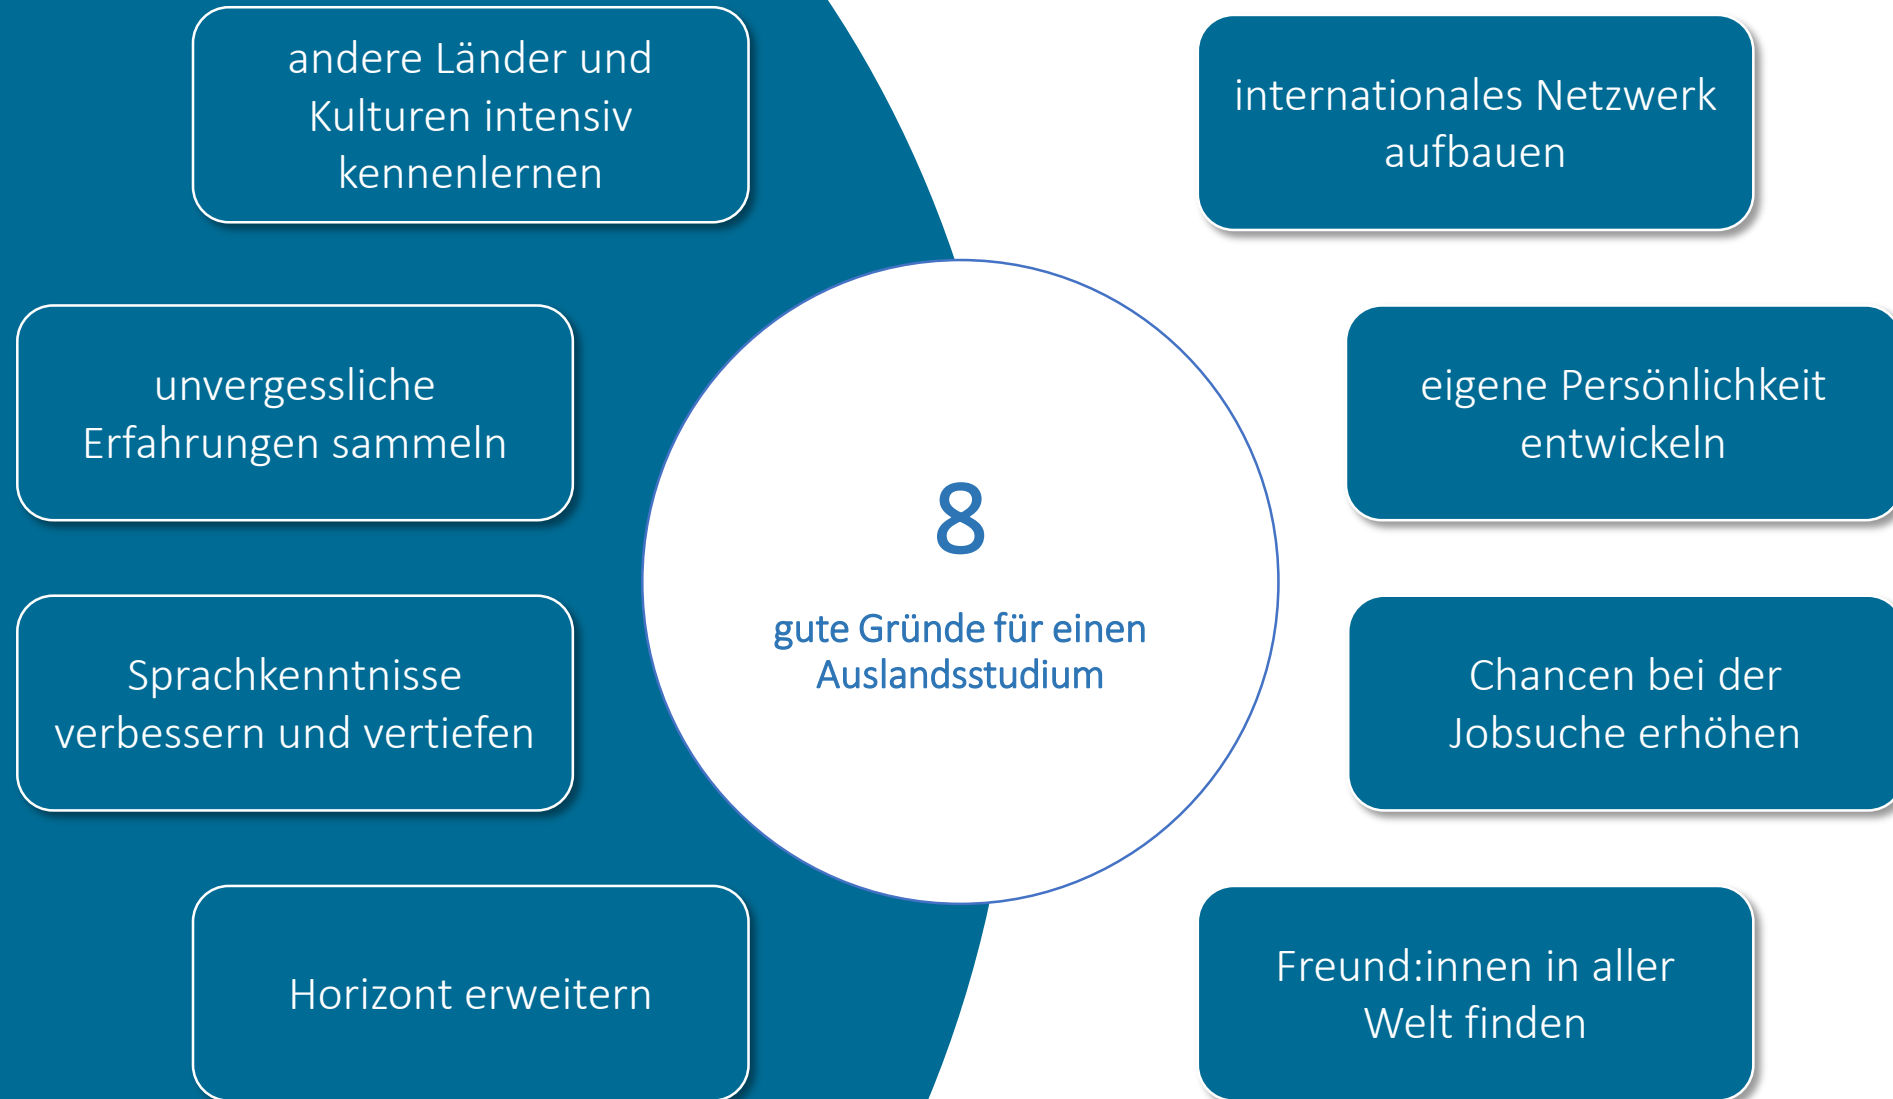 andere Länder und
Kulturen intensiv
kennenlernen
internationales Netzwerk
aufbauen
unvergessliche
Erfahrungen sammeln
eigene Persönlichkeit
entwickeln
8
gute Gründe für einen
Auslandsstudium
Sprachkenntnisse
verbessern und vertiefen
Chancen bei der
Jobsuche erhöhen
Horizont erweitern
Freund:innen in aller
Welt finden